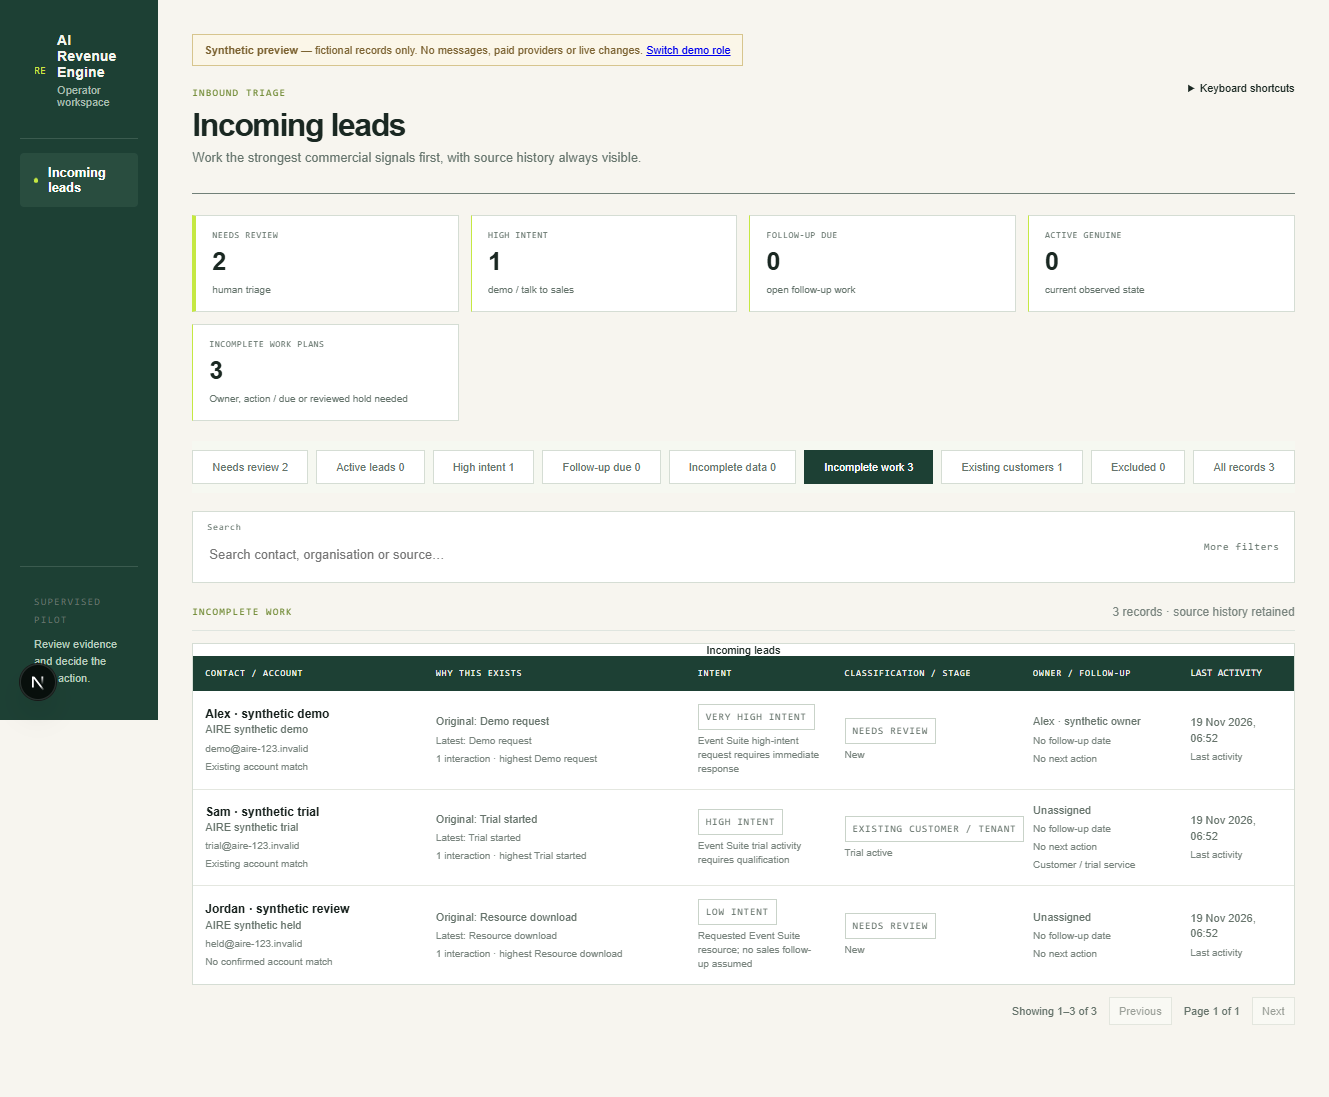 RE
AI
Revenue
Engine
Operator
workspace
Incoming
leads
SUPERVISED
PILOT
Review evidence
and decide the
action.
N
Synthetic preview — fictional records only. No messages, paid providers or live changes. Switch demo role
INBOUND TRIAGE
▶ Keyboard shortcuts
Incoming leads
Work the strongest commercial signals first, with source history always visible.
NEEDS REVIEW
2
human triage
HIGH INTENT
1
demo / talk to sales
FOLLOW-UP DUE
0
open follow-up work
ACTIVE GENUINE
0
current observed state
INCOMPLETE WORK PLANS
3
Owner, action / due or reviewed hold needed
Needs review 2
Active leads 0
High intent 1
Follow-up due 0
Incomplete data 0
Incomplete work 3
Existing customers 1
Excluded 0
All records 3
Search
Search contact, organisation or source...
More filters
INCOMPLETE WORK
3 records · source history retained
Incoming leads
CONTACT / ACCOUNT
WHY THIS EXISTS
INTENT
CLASSIFICATION / STAGE
OWNER / FOLLOW-UP
LAST ACTIVITY
Alex · synthetic demo
AIRE synthetic demo
demo@aire-123.invalid
Existing account match
Original: Demo request
Latest: Demo request
1 interaction · highest Demo request
VERY HIGH INTENT
Event Suite high-intent
request requires immediate
response
NEEDS REVIEW
New
Alex · synthetic owner
No follow-up date
No next action
19 Nov 2026,
06:52
Last activity
Sam · synthetic trial
AIRE synthetic trial
trial@aire-123.invalid
Existing account match
Original: Trial started
Latest: Trial started
1 interaction · highest Trial started
HIGH INTENT
Event Suite trial activity
requires qualification
EXISTING CUSTOMER / TENANT
Trial active
Unassigned
No follow-up date
No next action
Customer / trial service
19 Nov 2026,
06:52
Last activity
Jordan · synthetic review
AIRE synthetic held
held@aire-123.invalid
No confirmed account match
Original: Resource download
Latest: Resource download
1 interaction · highest Resource download
LOW INTENT
Requested Event Suite
resource; no sales follow-
up assumed
NEEDS REVIEW
New
Unassigned
No follow-up date
No next action
19 Nov 2026,
06:52
Last activity
Showing 1–3 of 3
Previous
Page 1 of 1
Next